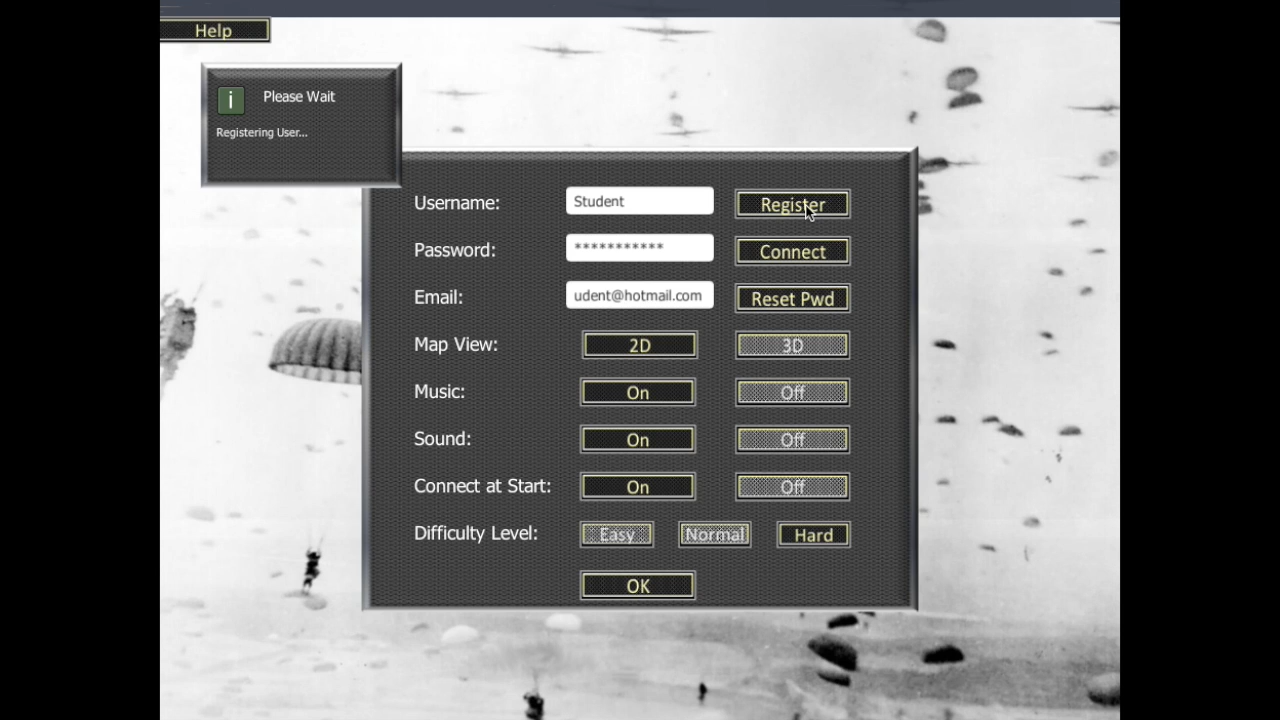 Help
i Please Wait
Registering User...
Username: Student Register
Password: *********** Connect
Email: udent@hotmail.com Reset Pwd
Map View: 2D 3D
Music: On Off
Sound: On Off
Connect at Start: On Off
Difficulty Level: Easy Normal Hard
OK